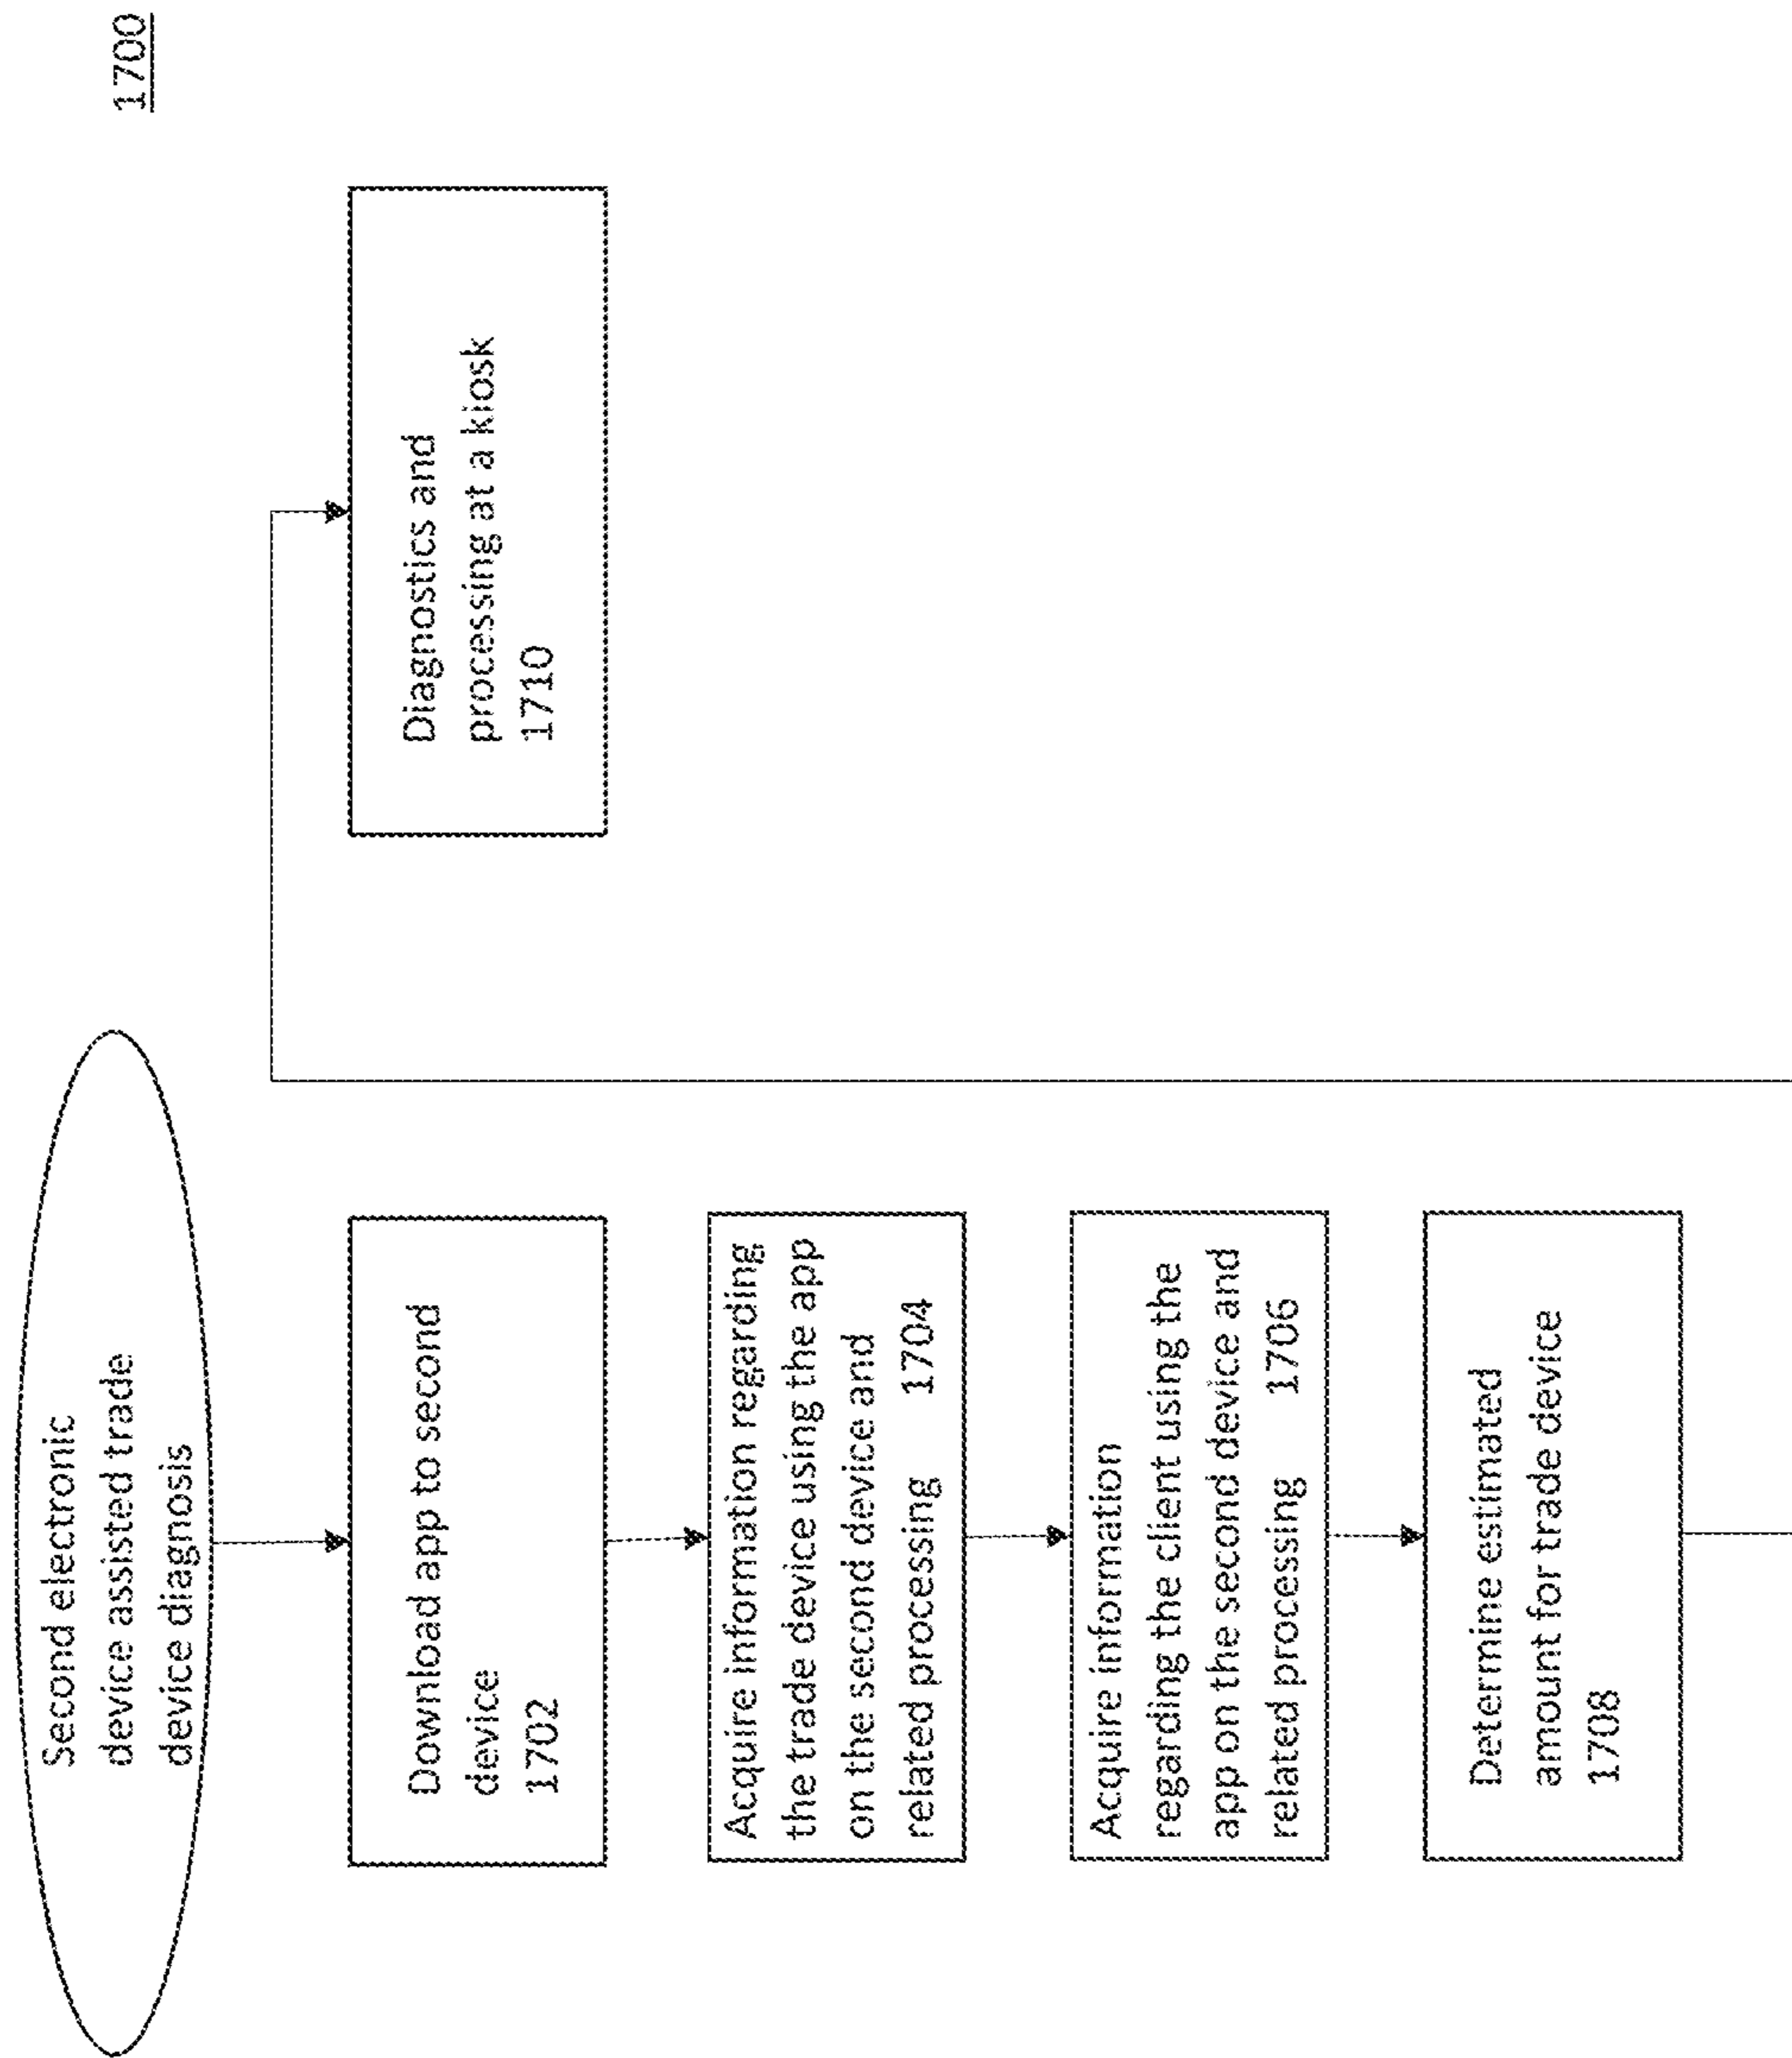 1700
Second electronic
device assisted trade
device diagnosis
Download app to second
device
1702
Acquire information regarding
the trade device using the app
on the second device and
related processing 1704
Acquire information
regarding the client using the
app on the second device and
related processing 1706
Determine estimated
amount for trade device
1708
Diagnostics and
processing at a kiosk
1710